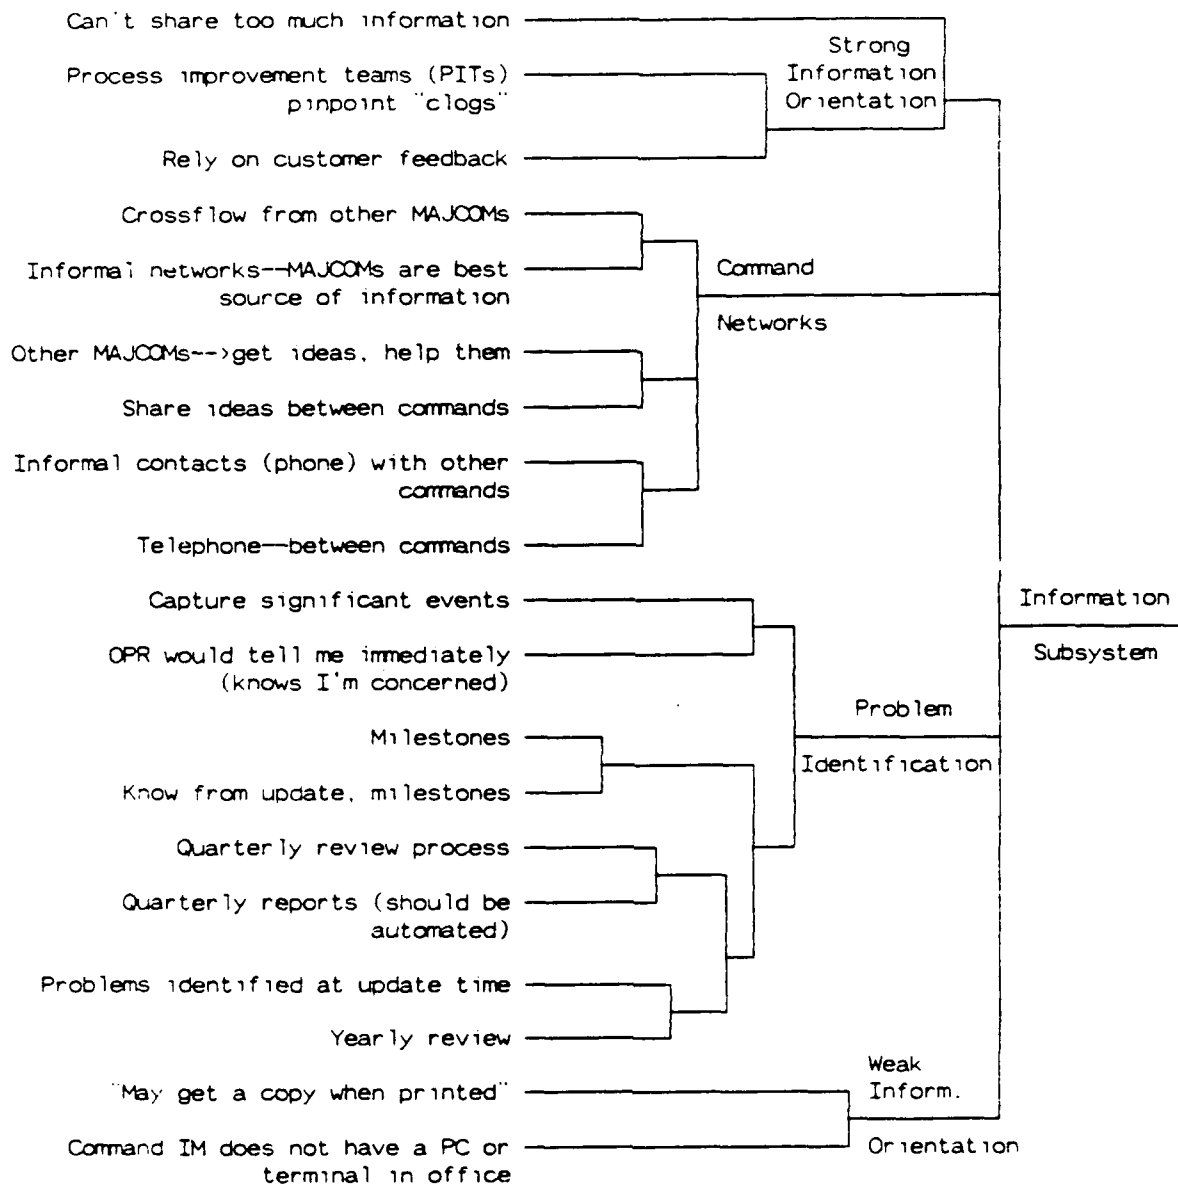 Can't share too much information
Strong
Information
Orientation
Process improvement teams (PITs)
pinpoint "clogs"
Rely on customer feedback
Crossflow from other MAJCOMs
Informal networks--MAJCOMs are best
source of information
Command
Networks
Other MAJCOMs-->get ideas, help them
Share ideas between commands
Informal contacts (phone) with other
commands
Telephone--between commands
Capture significant events
OPR would tell me immediately
(knows I'm concerned)
Information
Subsystem
Problem
Identification
Milestones
Know from update, milestones
Quarterly review process
Quarterly reports (should be
automated)
Problems identified at update time
Yearly review
"May get a copy when printed"
Command IM does not have a PC or
terminal in office
Weak
Inform.
Orientation